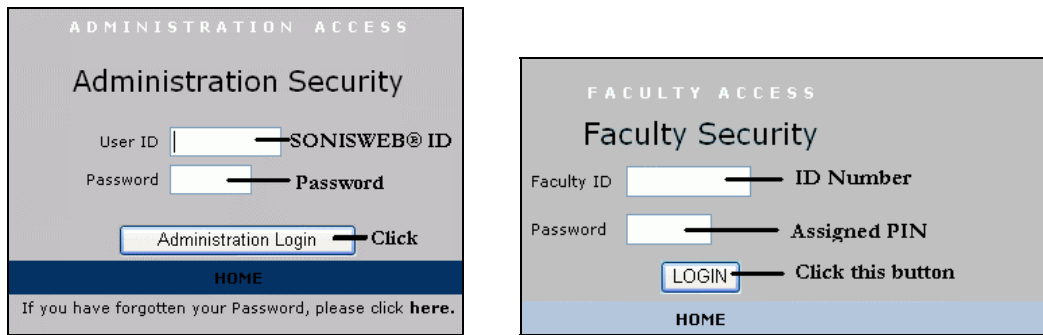 ADMINISTRATION ACCESS
Administration Security
User ID SONISWEB® ID
Password Password
Administration Login Click
HOME
If you have forgotten your Password, please click here.
FACULTY ACCESS
Faculty Security
Faculty ID ID Number
Password Assigned PIN
LOGIN Click this button
HOME